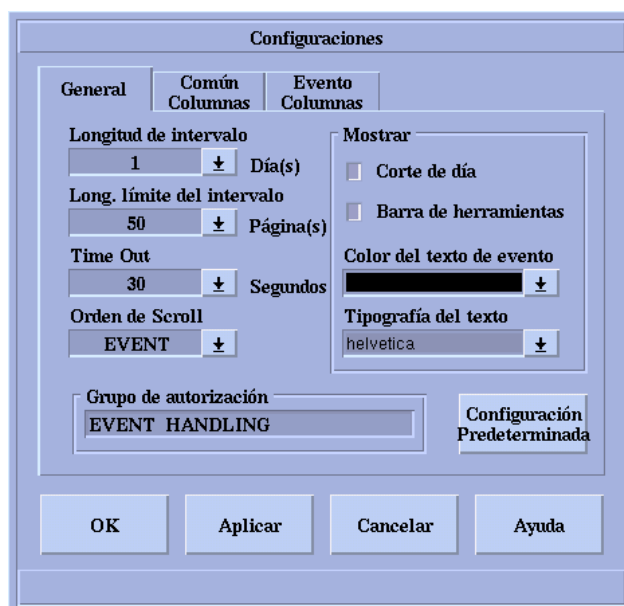 Configuraciones
General
Común
Columnas
Evento
Columnas
Longitud de intervalo
1
Día(s)
Long. límite del intervalo
50
Página(s)
Time Out
30
Segundos
Orden de Scroll
EVENT
Mostrar
Corte de día
Barra de herramientas
Color del texto de evento
Tipografía del texto
helvetica
Grupo de autorización
EVENT HANDLING
Configuración
Predeterminada
OK
Aplicar
Cancelar
Ayuda